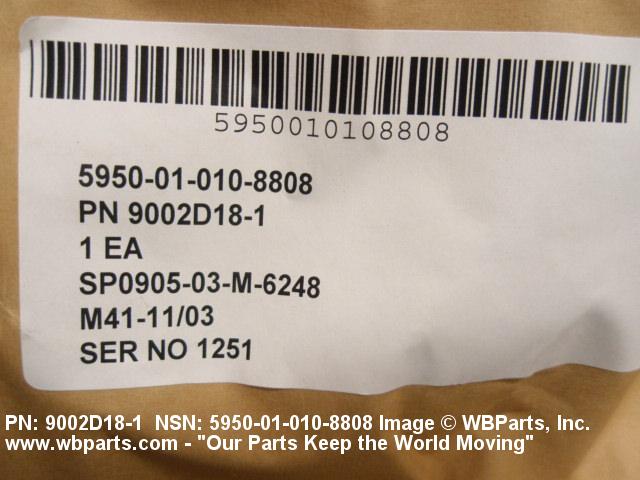 5950010108808
5950-01-010-8808
PN 9002D18-1
1 EA
SP0905-03-M-6248
M41-11/03
SER NO 1251
PN: 9002D18-1 NSN: 5950-01-010-8808 Image © WBParts, Inc.
www.wbparts.com - "Our Parts Keep the World Moving"